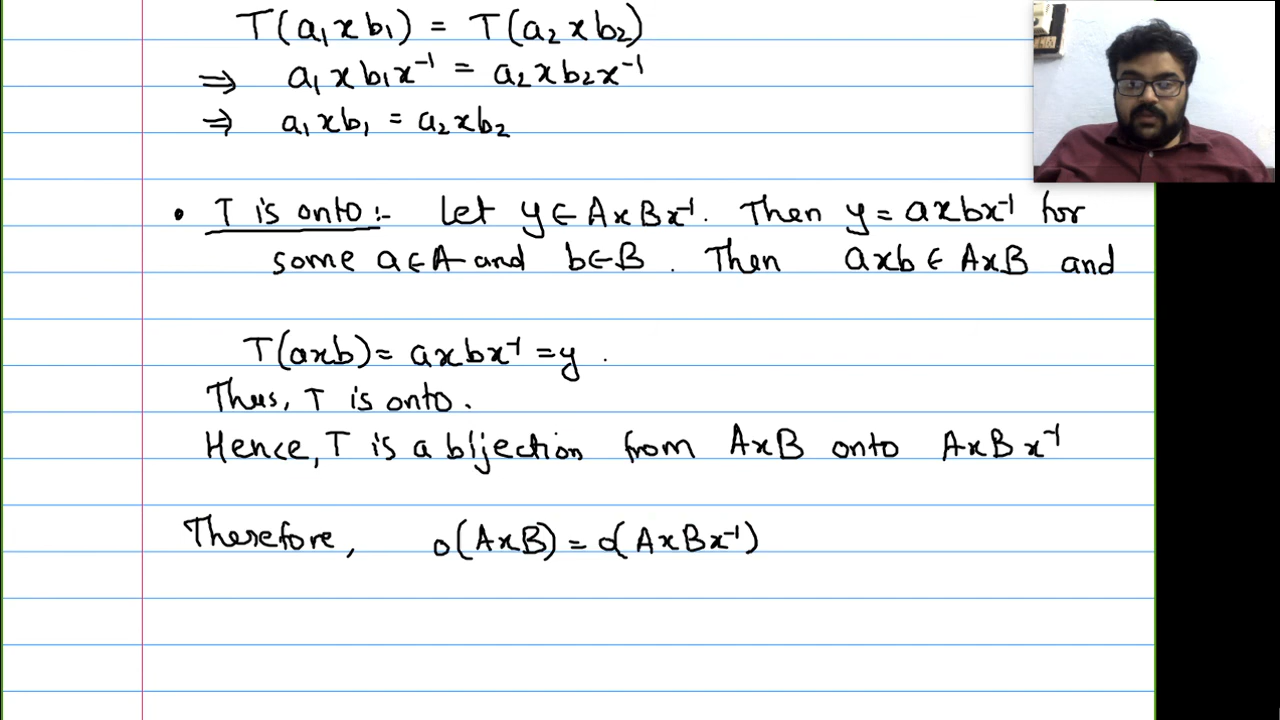 T(a₁xb₁) = T(a₂xb₂)
⇒ a₁xb₁x⁻¹ = a₂xb₂x⁻¹
⇒ a₁xb₁ = a₂xb₂
• T is onto :- Let y ∈ AxBx⁻¹. Then y = axbx⁻¹ for
some a ∈ A and b ∈ B. Then axb ∈ AxB and
T(axb) = axbx⁻¹ = y.
Thus, T is onto.
Hence, T is a bijection from AxB onto AxBx⁻¹
Therefore, o(AxB) = o(AxBx⁻¹)